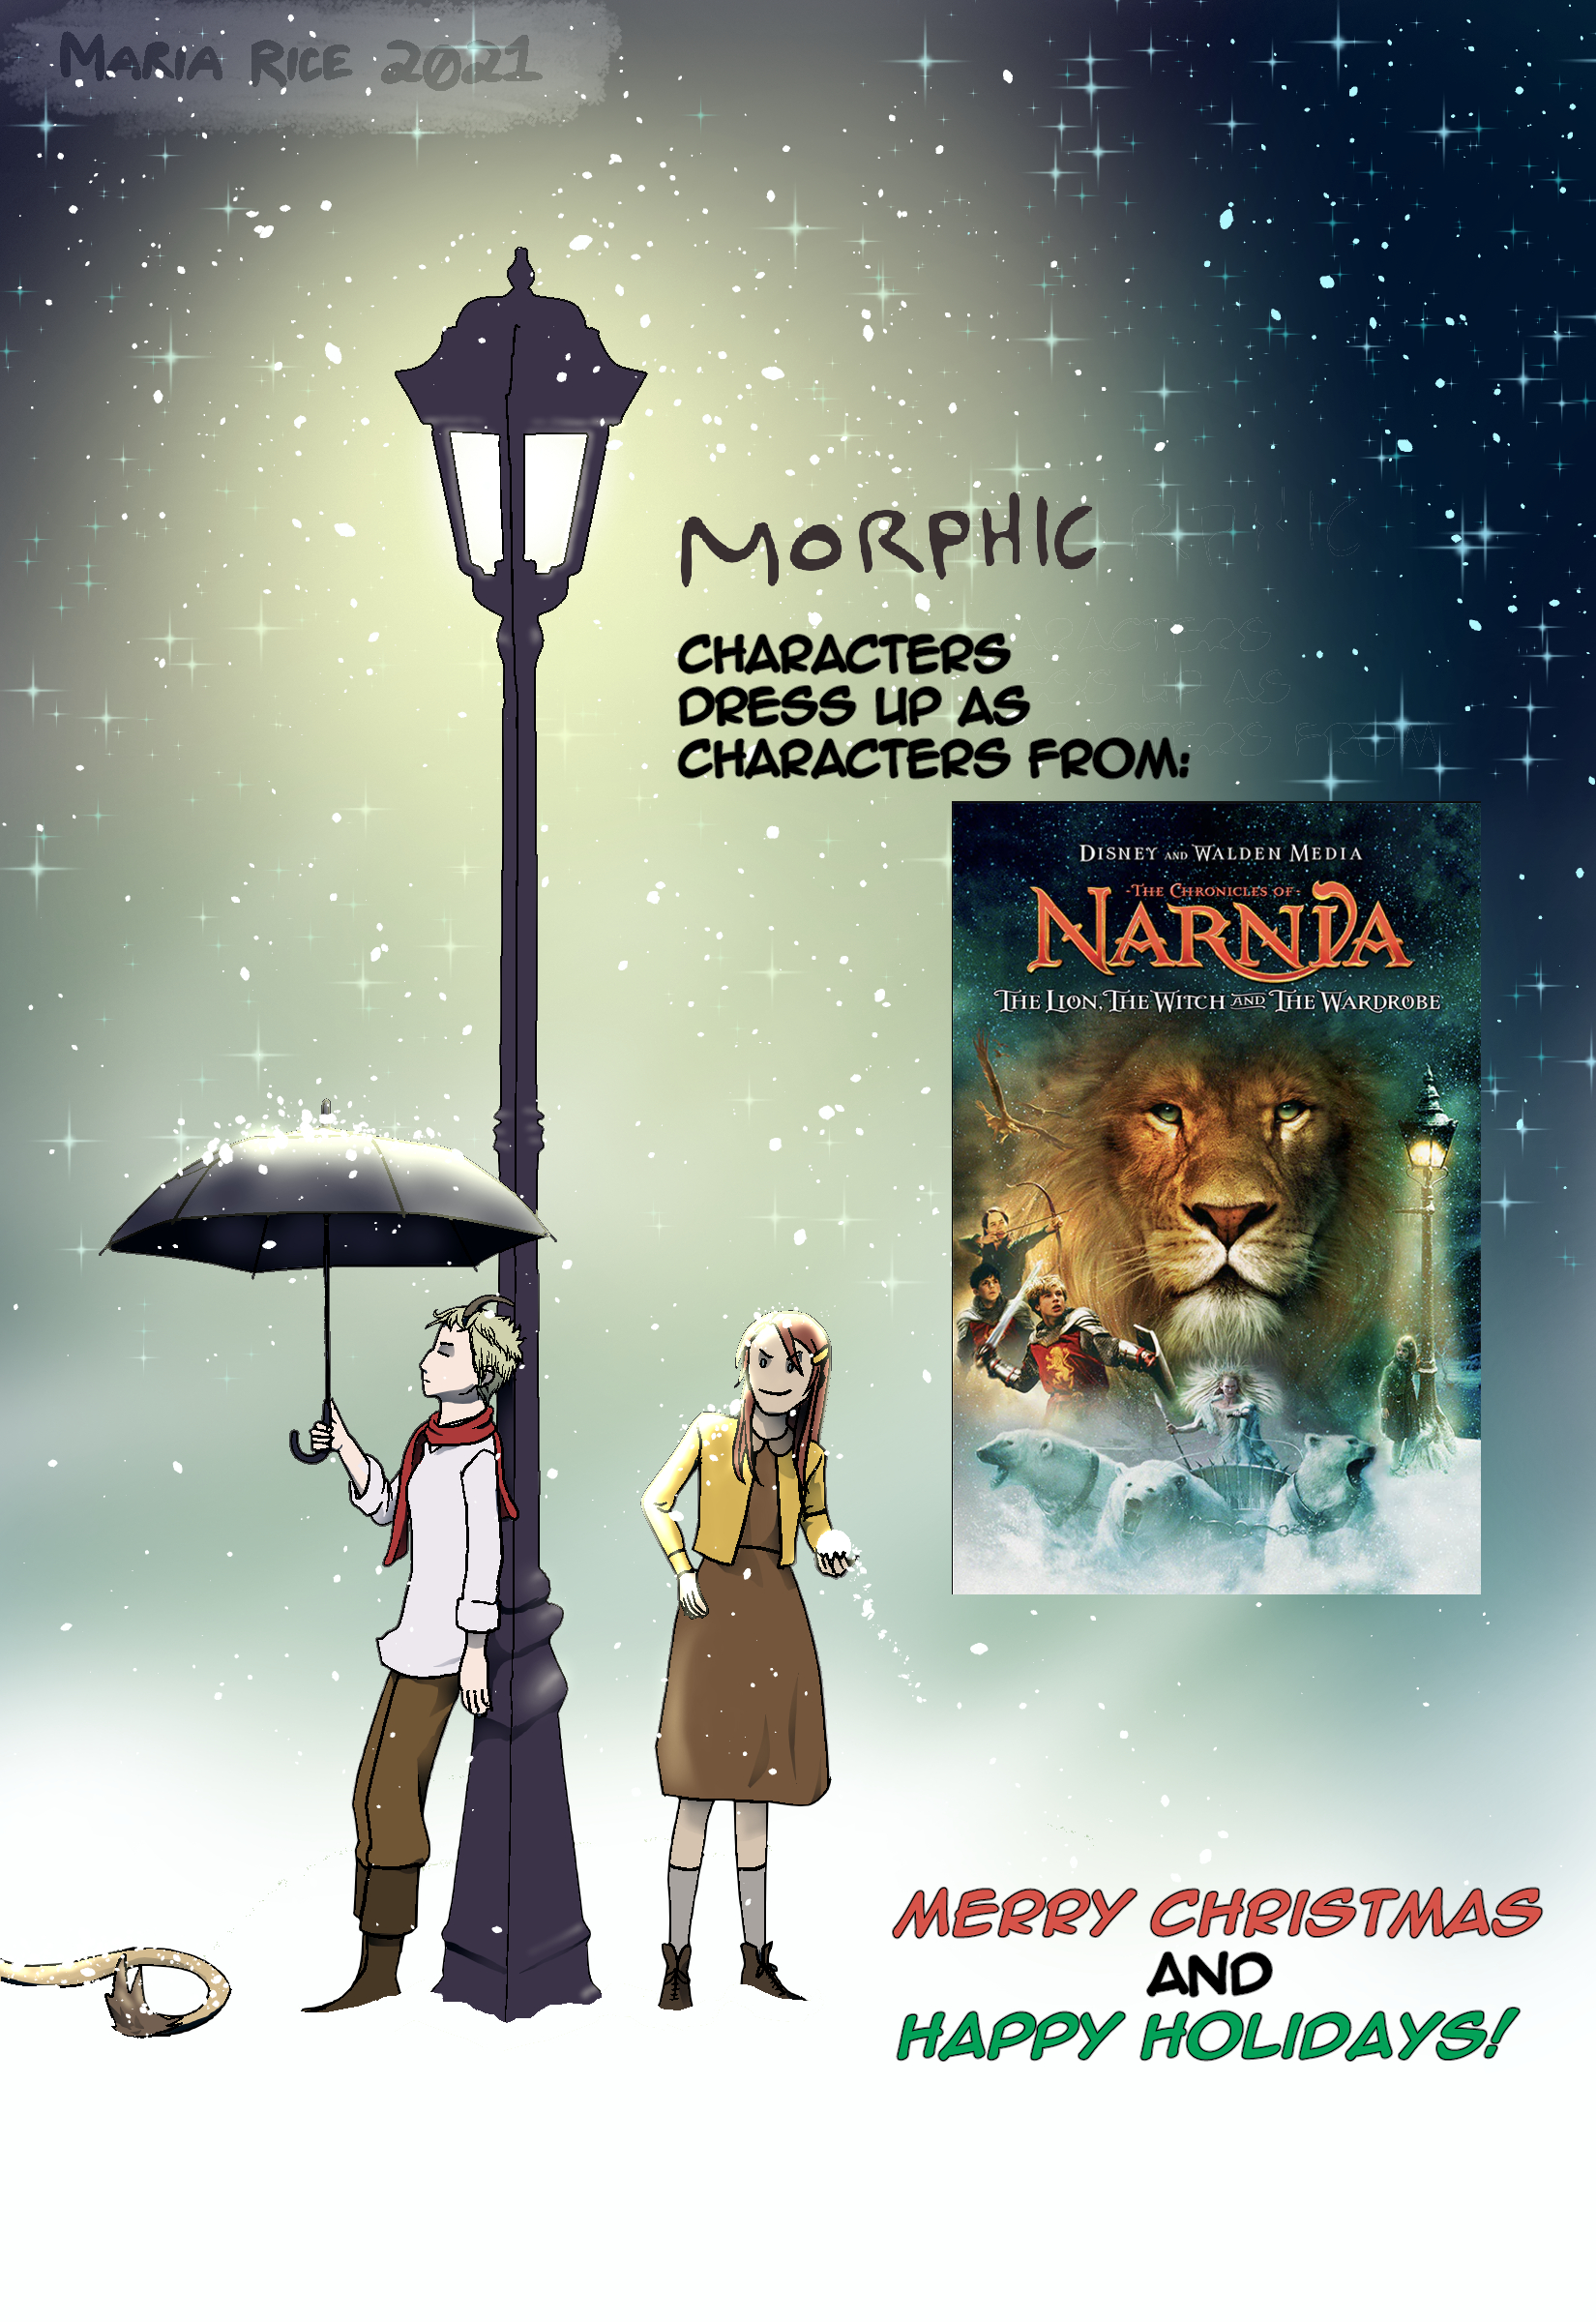 MARIA RICE 2021
MORPHIC
CHARACTERS
DRESS UP AS
CHARACTERS FROM:
DISNEY AND WALDEN MEDIA
THE CHRONICLES OF
NARNIA
THE LION, THE WITCH AND THE WARDROBE
MERRY CHRISTMAS
AND
HAPPY HOLIDAYS!